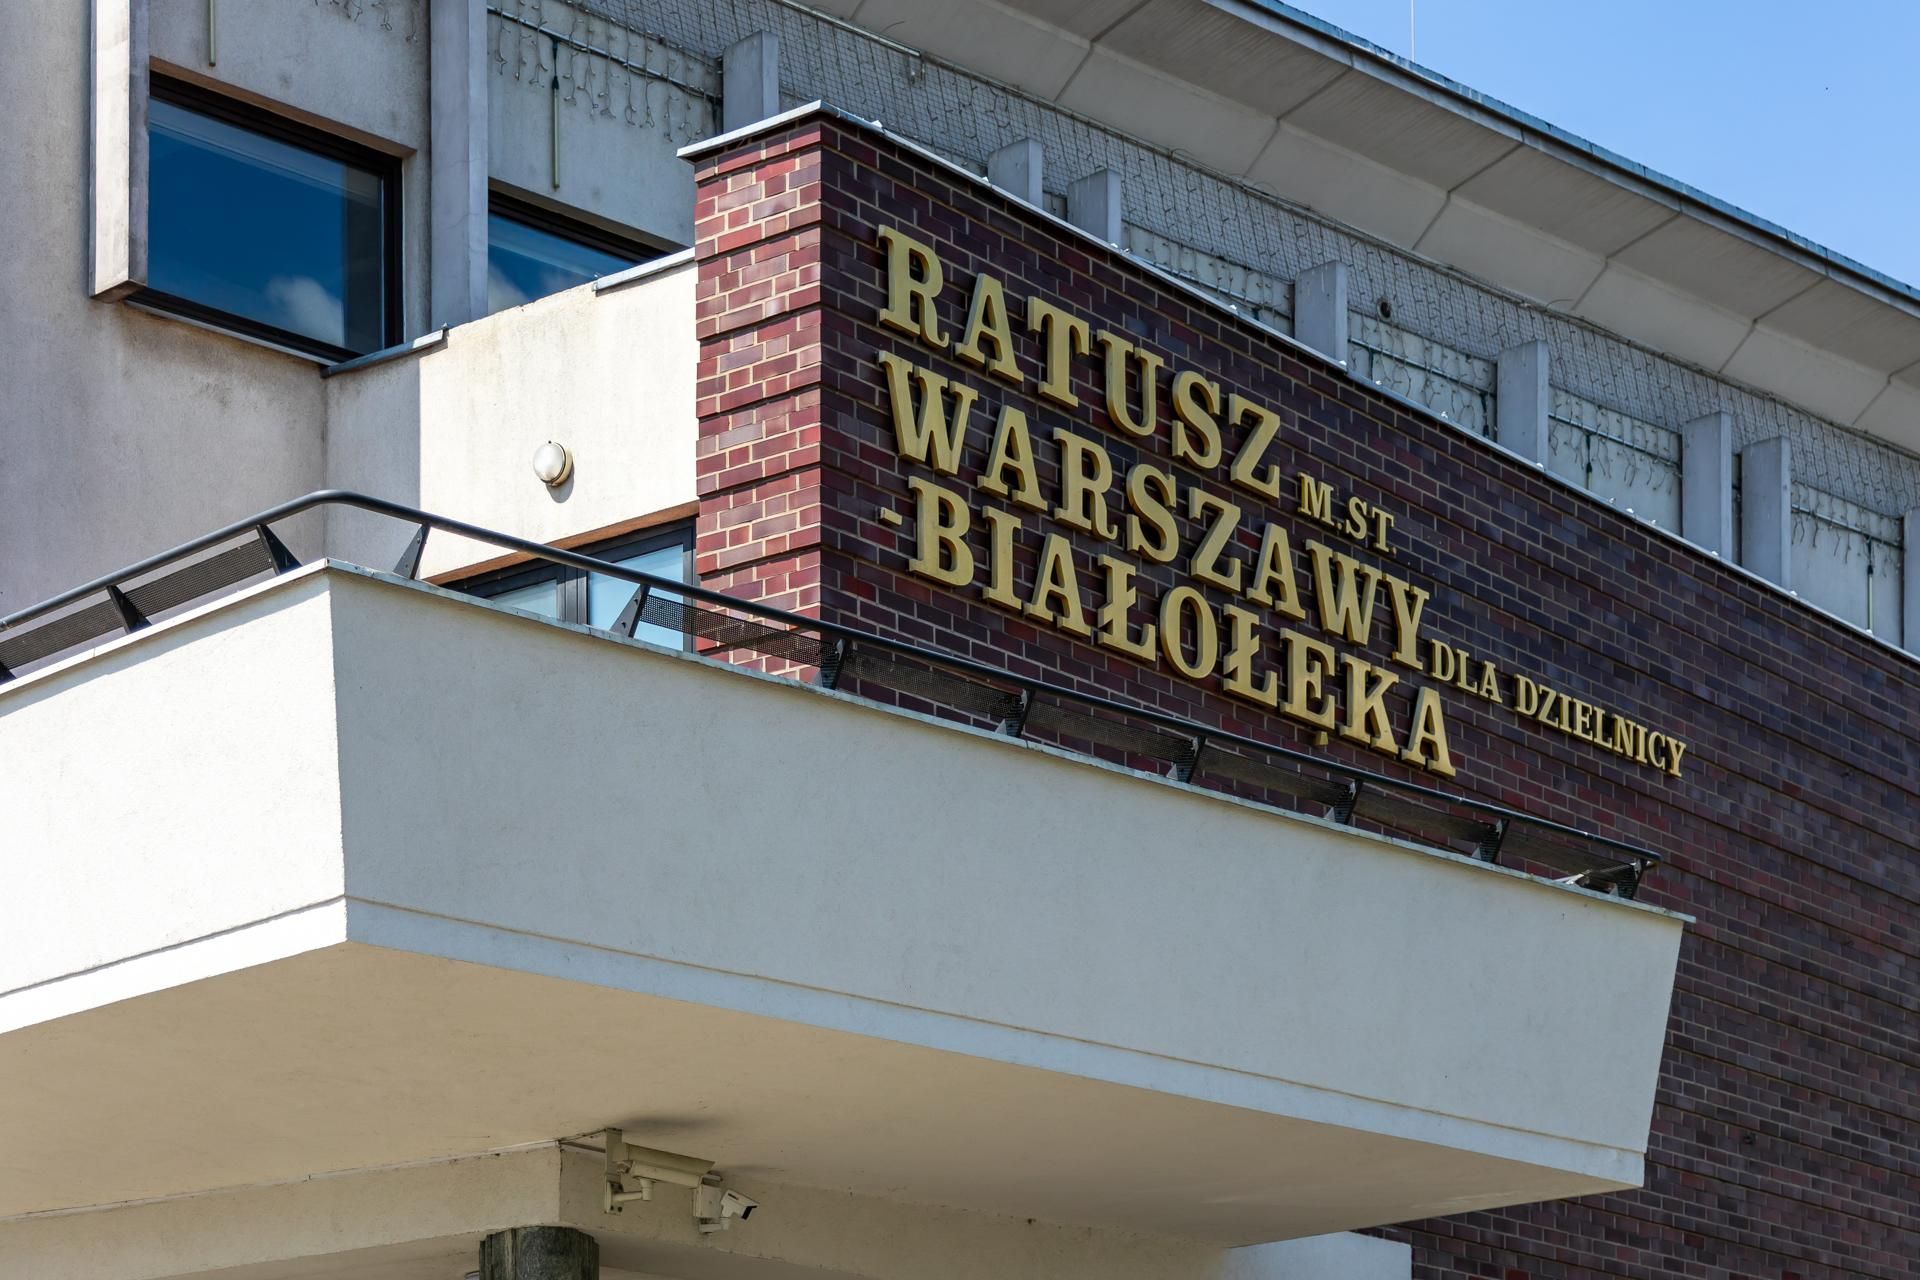 RATUSZ M.ST.
WARSZAWY DLA DZIELNICY
-BIAŁOŁĘKA